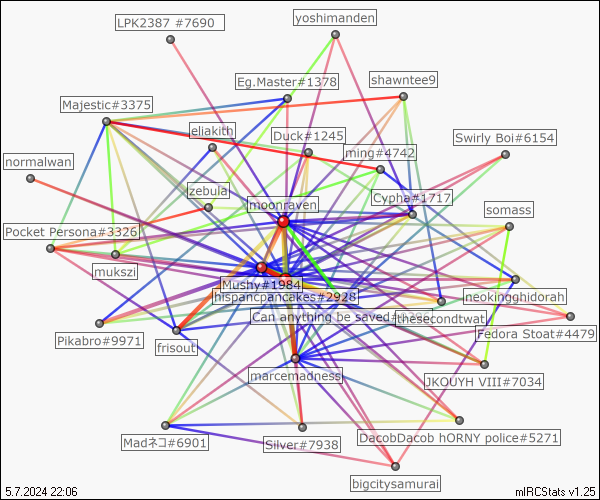 LPK2387 #7690
yoshimanden
Eg.Master#1378
shawntee9
Majestic#3375
eliakith
Duck#1245
ming#4742
Swirly Boi#6154
normalwan
zebula
moonraven
Cypha#1717
somass
Pocket Persona#3326
mukszi
Mushy#1984
hispancpancakes#2928
neokingghidorah
Can anything be saved
thesecondtwat
Pikabro#9971
frisout
Fedora Stoat#4479
marcemadness
JKOUYH VIII#7034
Madネコ#6901
Silver#7938
DacobDacob hORNY police#5271
bigcitysamurai
5.7.2024 22:06
mIRCStats v1.25